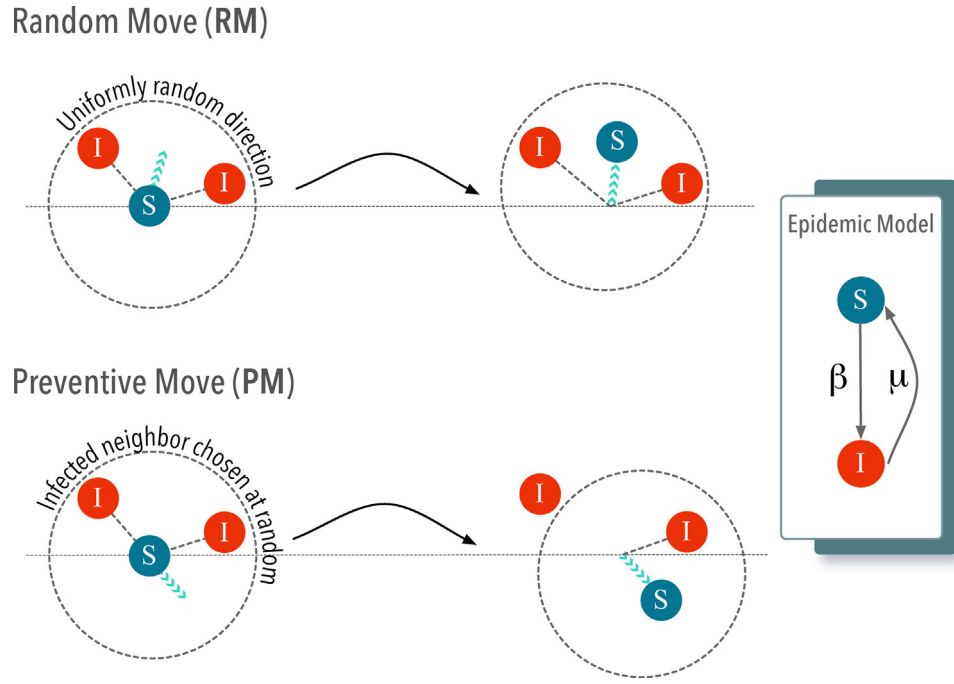 Random Move (RM)
Uniformly random direction
I
I
S
S
I
I
Epidemic Model
S
β
μ
I
Preventive Move (PM)
Infected neighbor chosen at random
I
I
S
I
I
S